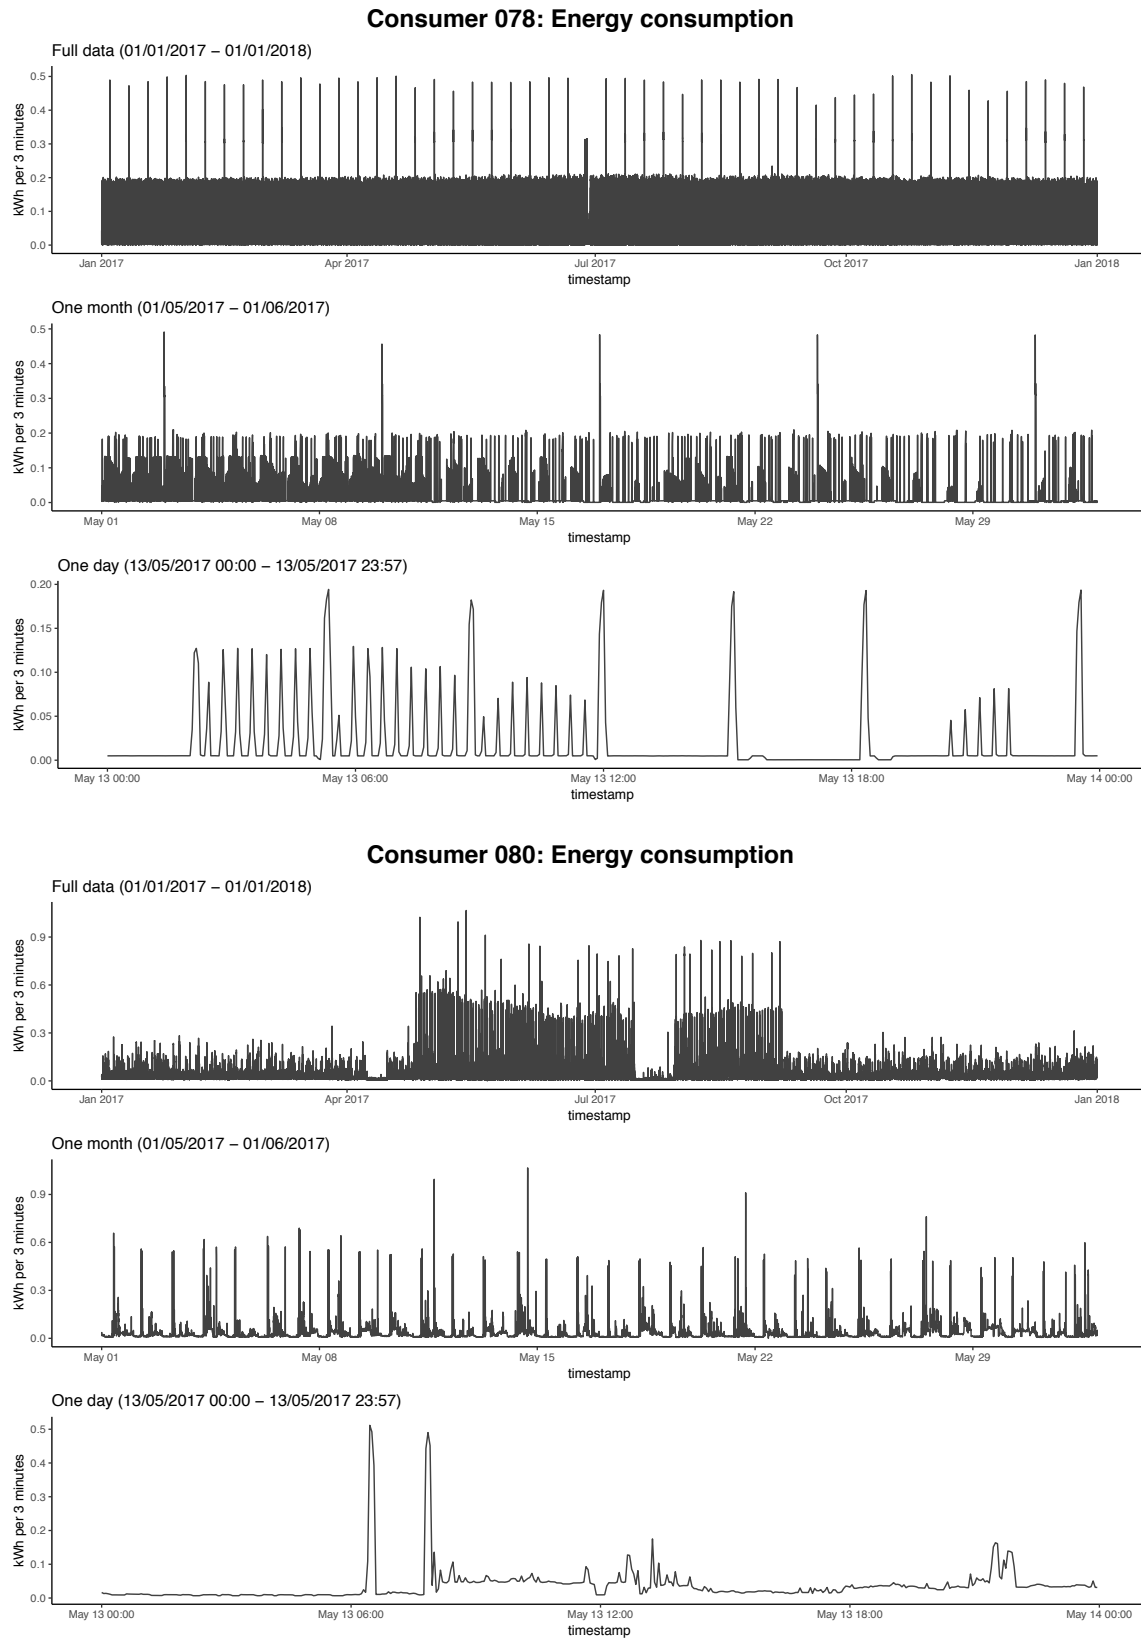 Consumer 078: Energy consumption
Full data (01/01/2017 − 01/01/2018)
kWh per 3 minutes
0.5
0.4
0.3
0.2
0.1
0.0
Jan 2017 Apr 2017 Jul 2017 Oct 2017 Jan 2018
timestamp
One month (01/05/2017 − 01/06/2017)
kWh per 3 minutes
0.5
0.4
0.3
0.2
0.1
0.0
May 01 May 08 May 15 May 22 May 29
timestamp
One day (13/05/2017 00:00 − 13/05/2017 23:57)
kWh per 3 minutes
0.20
0.15
0.10
0.05
0.00
May 13 00:00 May 13 06:00 May 13 12:00 May 13 18:00 May 14 00:00
timestamp
Consumer 080: Energy consumption
Full data (01/01/2017 − 01/01/2018)
kWh per 3 minutes
0.9
0.6
0.3
0.0
Jan 2017 Apr 2017 Jul 2017 Oct 2017 Jan 2018
timestamp
One month (01/05/2017 − 01/06/2017)
kWh per 3 minutes
0.9
0.6
0.3
0.0
May 01 May 08 May 15 May 22 May 29
timestamp
One day (13/05/2017 00:00 − 13/05/2017 23:57)
kWh per 3 minutes
0.5
0.4
0.3
0.2
0.1
0.0
May 13 00:00 May 13 06:00 May 13 12:00 May 13 18:00 May 14 00:00
timestamp